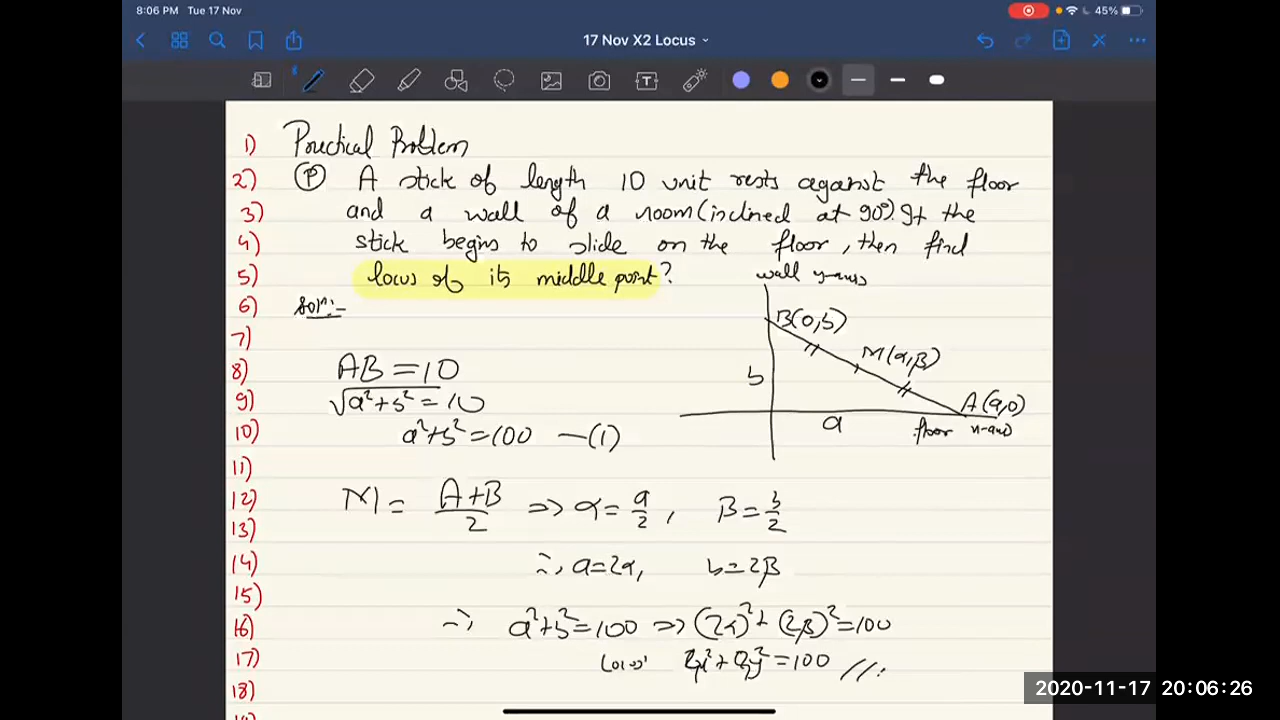 8:06 PM Tue 17 Nov
45%
17 Nov X2 Locus
1) Practical Problem
2) (P) A stick of length 10 unit rests against the floor
3) and a wall of a room (inclined at 90°). If the
4) stick begins to slide on the floor, then find
5) locus of its middle point?
wall y-axis
6) Soln:-
B(0,b)
7)
M(α,β)
8) AB = 10
b
9) √a²+b² = 10
A(a,0)
a
floor x-axis
10) a²+b² = 100 —(1)
11)
12) M = A+B/2 ⇒ α = a/2, β = b/2
13)
14) ∴ a=2α, b=2β
15)
16) ∴ a²+b²=100 ⇒ (2α)²+(2β)²=100
17) Locus =100 //
18)
2020-11-17 20:06:26